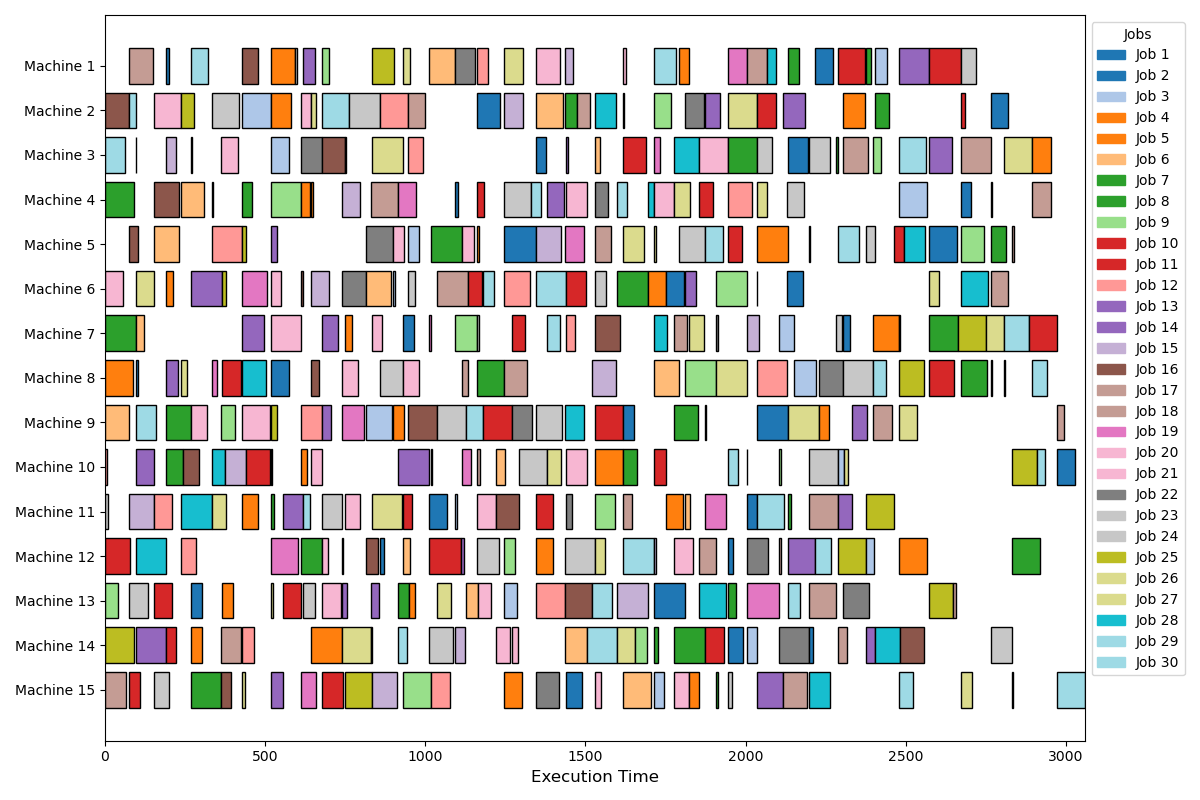 Machine 1
Machine 2
Machine 3
Machine 4
Machine 5
Machine 6
Machine 7
Machine 8
Machine 9
Machine 10
Machine 11
Machine 12
Machine 13
Machine 14
Machine 15
0 500 1000 1500 2000 2500 3000
Execution Time
Jobs
Job 1
Job 2
Job 3
Job 4
Job 5
Job 6
Job 7
Job 8
Job 9
Job 10
Job 11
Job 12
Job 13
Job 14
Job 15
Job 16
Job 17
Job 18
Job 19
Job 20
Job 21
Job 22
Job 23
Job 24
Job 25
Job 26
Job 27
Job 28
Job 29
Job 30